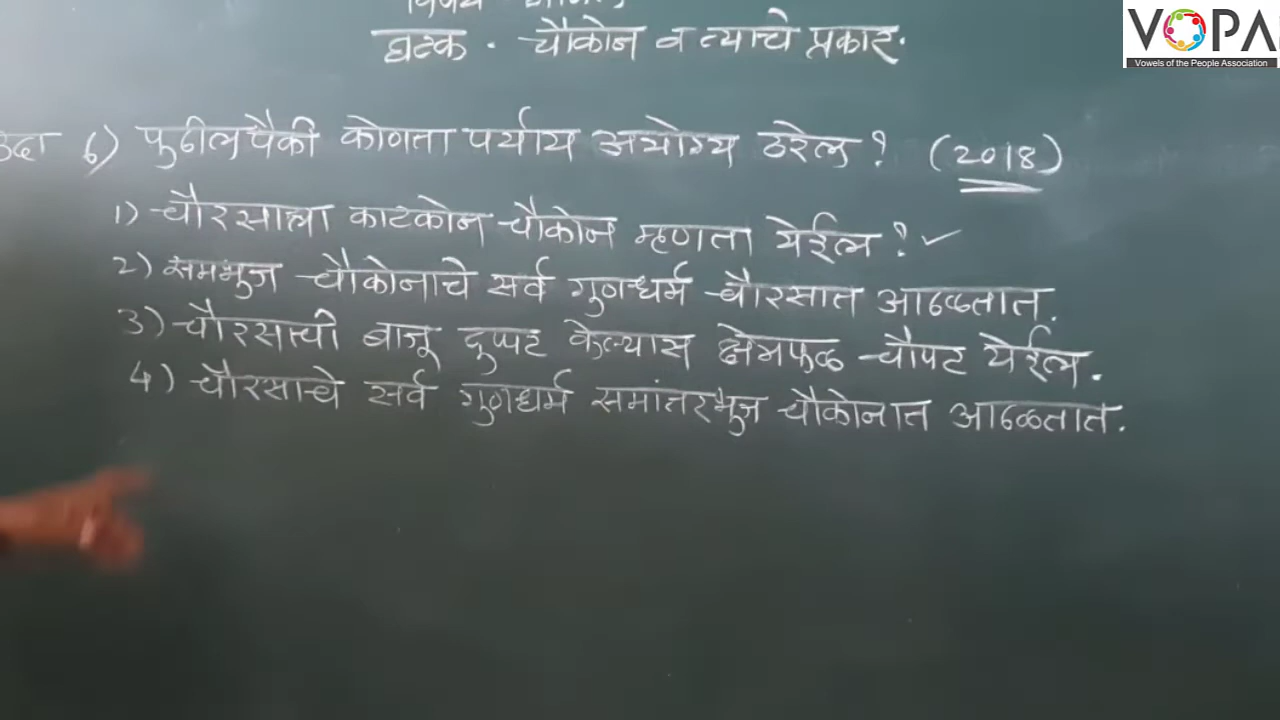 घटक . चौकोन व त्याचे प्रकार.
VOPA
Vowels of the People Association
उदा 6) पुढीलपैकी कोणता पर्याय अयोग्य ठरेल ? (2018)
1) चौरसाला काटकोन चौकोन म्हणता येईल ? ✓
2) समभुज चौकोनाचे सर्व गुणधर्म चौरसात आढळतात.
3) चौरसाची बाजू दुप्पट केल्यास क्षेत्रफळ चौपट येईल.
4) चौरसाचे सर्व गुणधर्म समांतरभुज चौकोनात आढळतात.